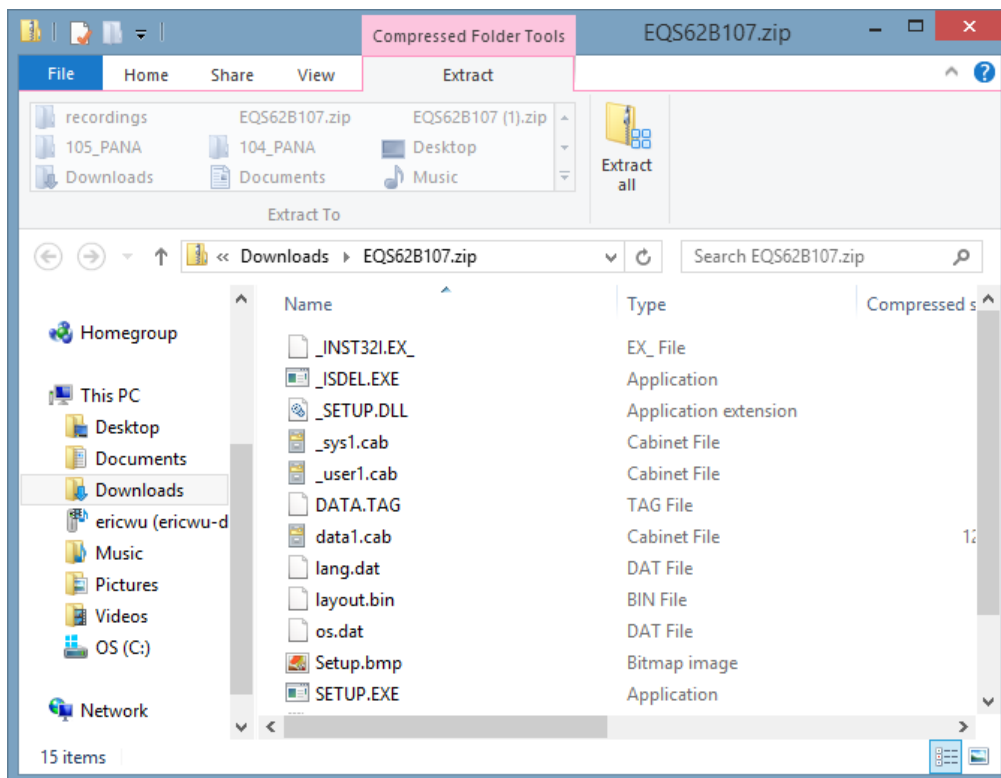 Compressed Folder Tools
EQS62B107.zip
File Home Share View Extract
recordings EQS62B107.zip EQS62B107 (1).zip
105_PANA 104_PANA Desktop
Downloads Documents Music
Extract all
Extract To
Downloads EQS62B107.zip
Search EQS62B107.zip
Name Type Compressed s
Homegroup
This PC
Desktop
Documents
Downloads
ericwu (ericwu-d
Music
Pictures
Videos
OS (C:)
Network
_INST32I.EX_ EX_ File
_ISDEL.EXE Application
_SETUP.DLL Application extension
_sys1.cab Cabinet File
_user1.cab Cabinet File
DATA.TAG TAG File
data1.cab Cabinet File 12
lang.dat DAT File
layout.bin BIN File
os.dat DAT File
Setup.bmp Bitmap image
SETUP.EXE Application
15 items